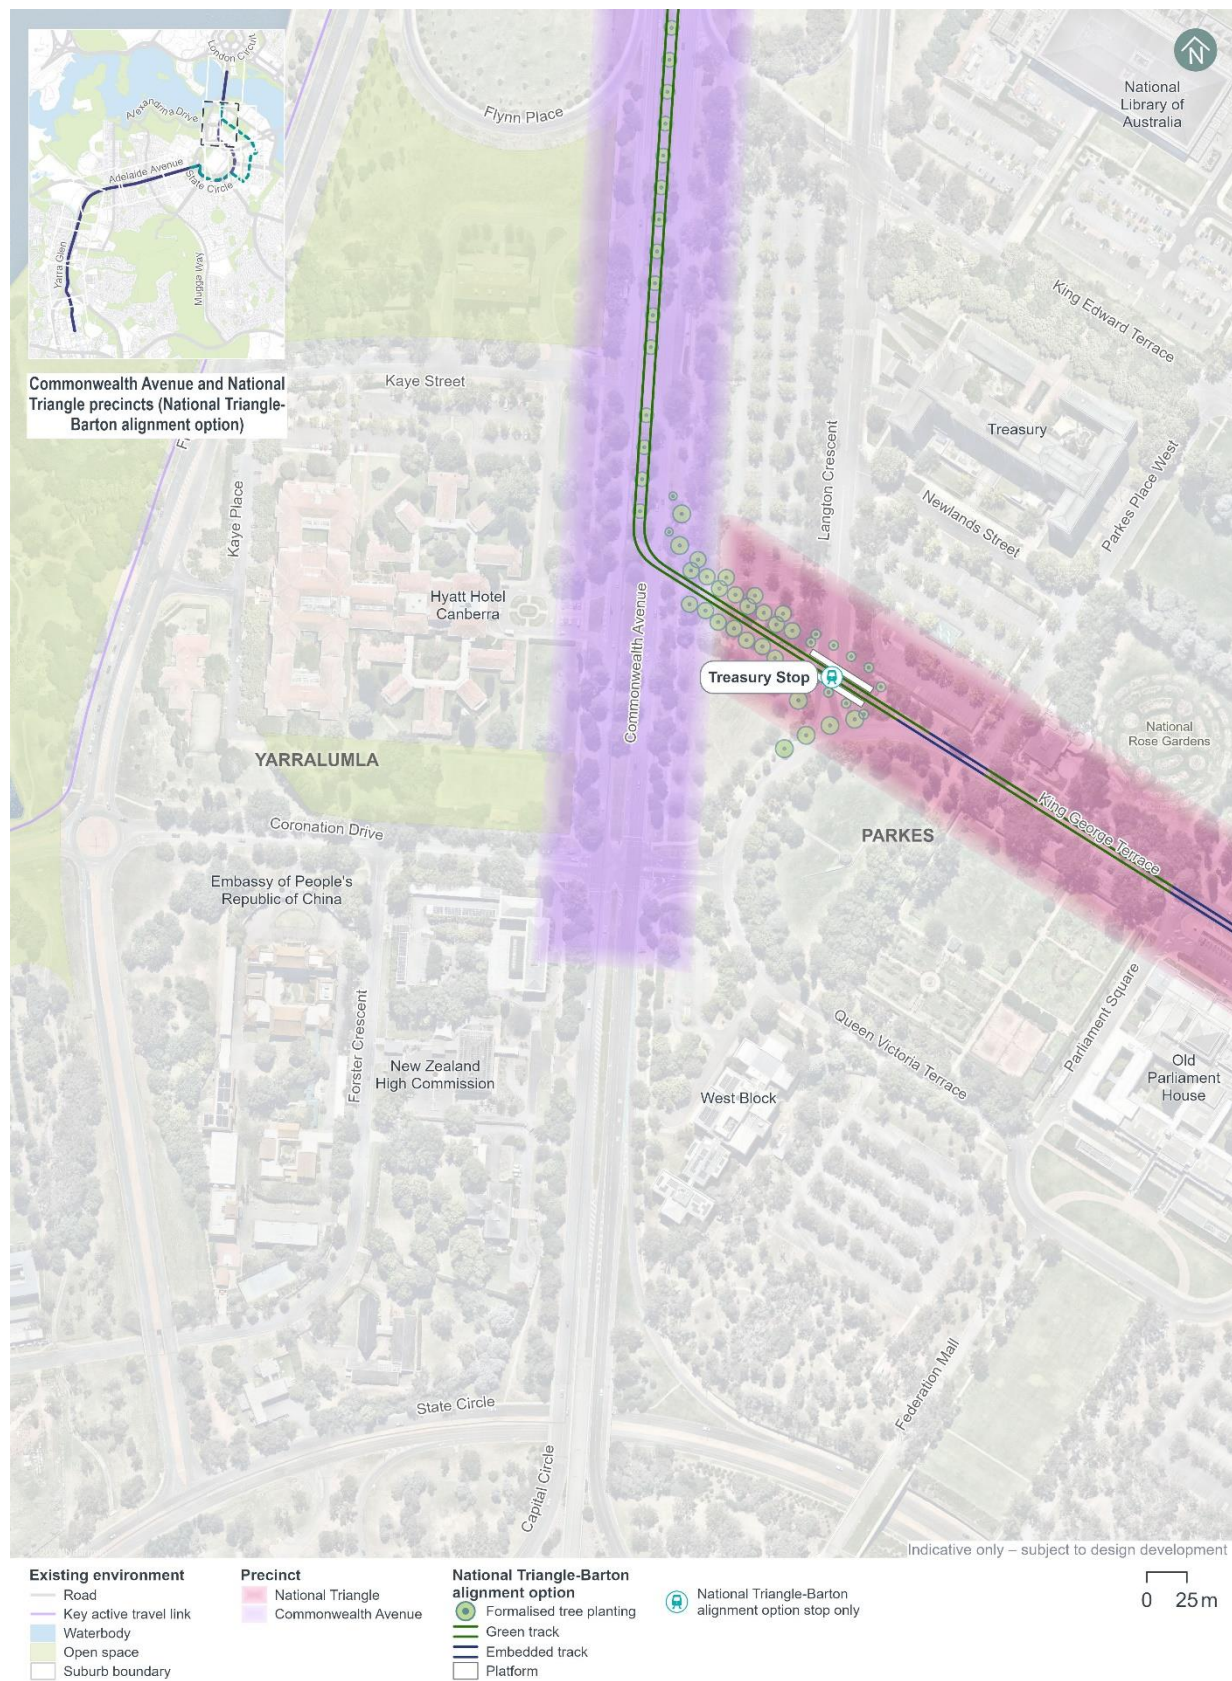 London Circuit
Alexandrina Drive
Adelaide Avenue
State Circle
Yarra Glen
Mugga Way
Commonwealth Avenue and National
Triangle precincts (National Triangle-
Barton alignment option)
N
National
Library of
Australia
Flynn Place
King Edward Terrace
Kaye Street
Treasury
Langton Crescent
Parkes Place West
Newlands Street
Kaye Place
Hyatt Hotel
Canberra
Commonwealth Avenue
Treasury Stop
National
Rose Gardens
YARRALUMLA
King George Terrace
Coronation Drive
PARKES
Embassy of People's
Republic of China
Parliament Square
Forster Crescent
Queen Victoria Terrace
New Zealand
High Commission
West Block
Old
Parliament
House
Federation Mall
State Circle
Capital Circle
Indicative only – subject to design development
Existing environment
Road
Key active travel link
Waterbody
Open space
Suburb boundary
Precinct
National Triangle
Commonwealth Avenue
National Triangle-Barton
alignment option
Formalised tree planting
Green track
Embedded track
Platform
National Triangle-Barton
alignment option stop only
0 25 m